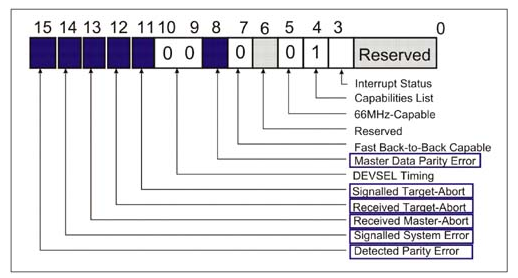 15 14 13 12 11 10 9 8 7 6 5 4 3 0
0 0 0 0 1 Reserved
Interrupt Status
Capabilities List
66MHz-Capable
Reserved
Fast Back-to-Back Capable
Master Data Parity Error
DEVSEL Timing
Signalled Target-Abort
Received Target-Abort
Received Master-Abort
Signalled System Error
Detected Parity Error